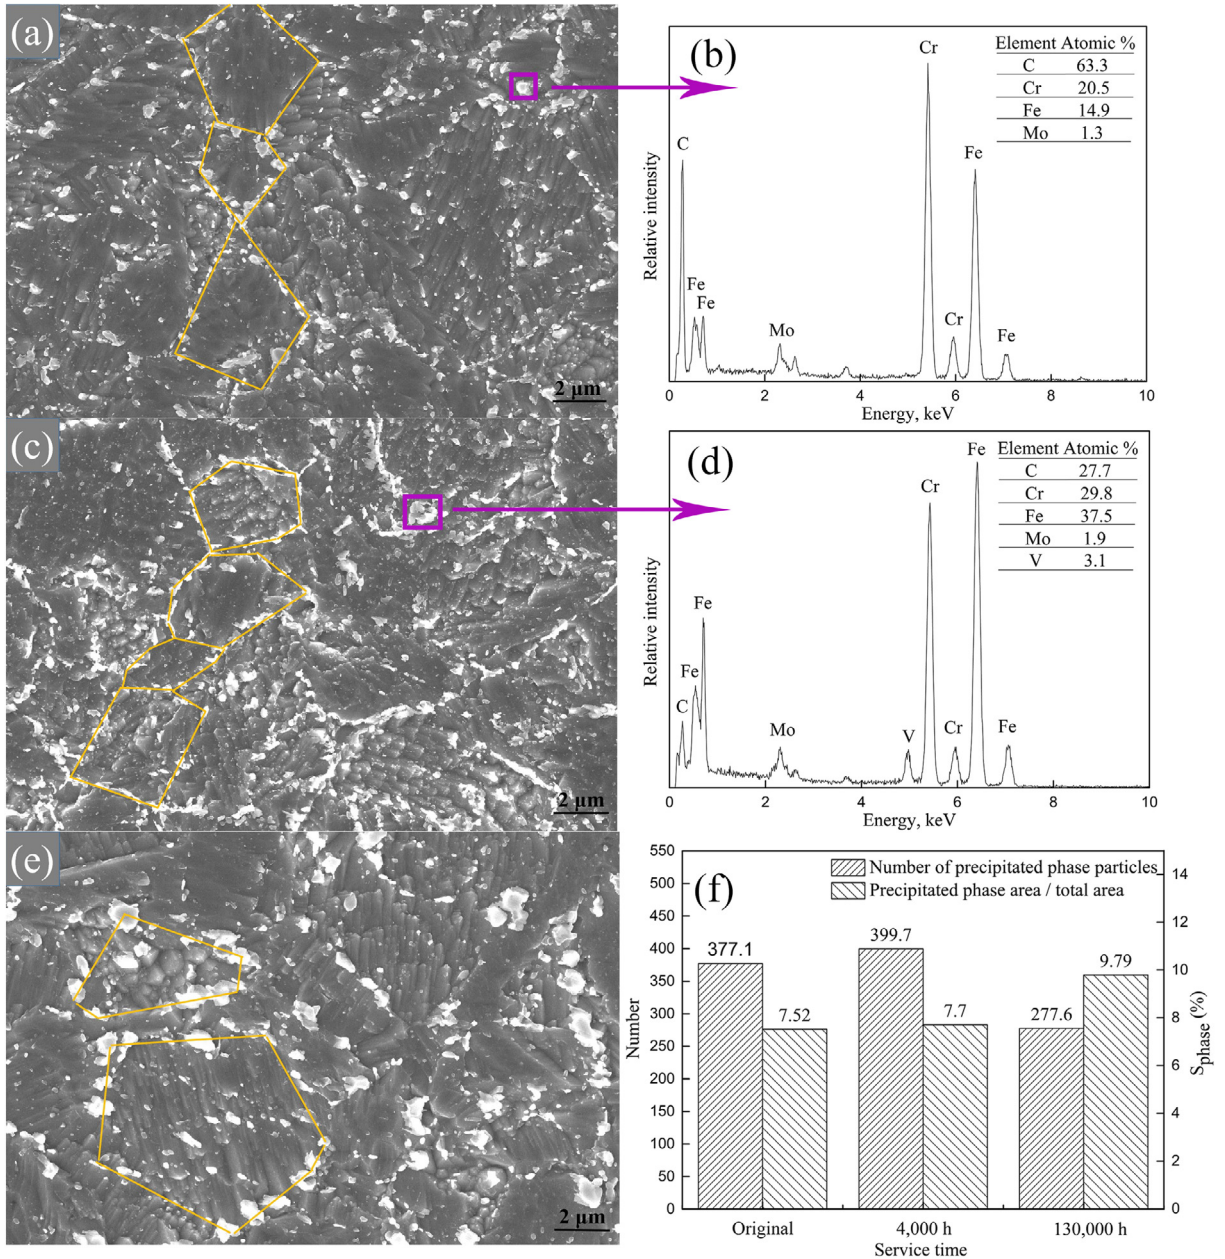 (a)
2 μm
(b)
Element Atomic %
C 63.3
Cr 20.5
Fe 14.9
Mo 1.3
Cr
C
Fe
Fe
Fe
Mo
Cr
Fe
Relative intensity
0 2 4 6 8 10
Energy, keV
(c)
2 μm
(d)
Element Atomic %
C 27.7
Cr 29.8
Fe 37.5
Mo 1.9
V 3.1
Fe
Cr
Fe
Fe
C
Mo
V
Cr
Fe
Relative intensity
0 2 4 6 8 10
Energy, keV
(e)
2 μm
(f)
Number of precipitated phase particles
Precipitated phase area / total area
550
500
450
400
350
300
250
200
150
100
50
0
Number
14
12
10
8
6
4
2
0
Sphase (%)
377.1
7.52
399.7
7.7
277.6
9.79
Original 4,000 h 130,000 h
Service time